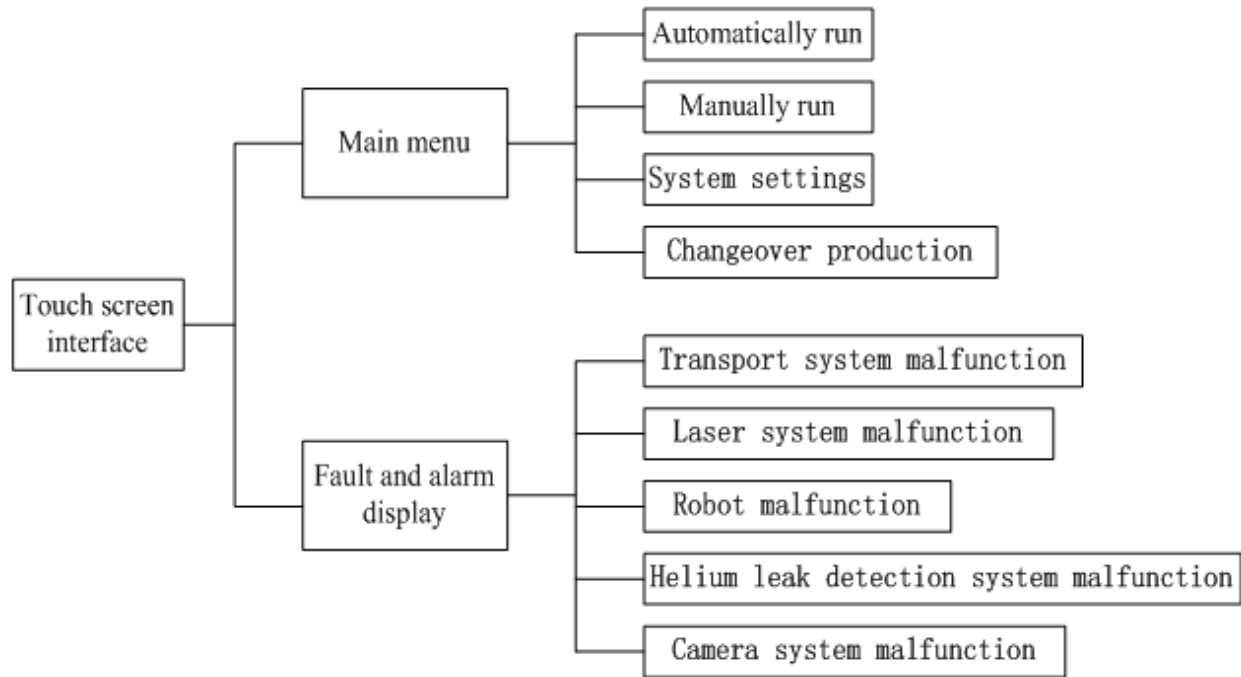 Touch screen
interface
Main menu
Automatically run
Manually run
System settings
Changeover production
Fault and alarm
display
Transport system malfunction
Laser system malfunction
Robot malfunction
Helium leak detection system malfunction
Camera system malfunction